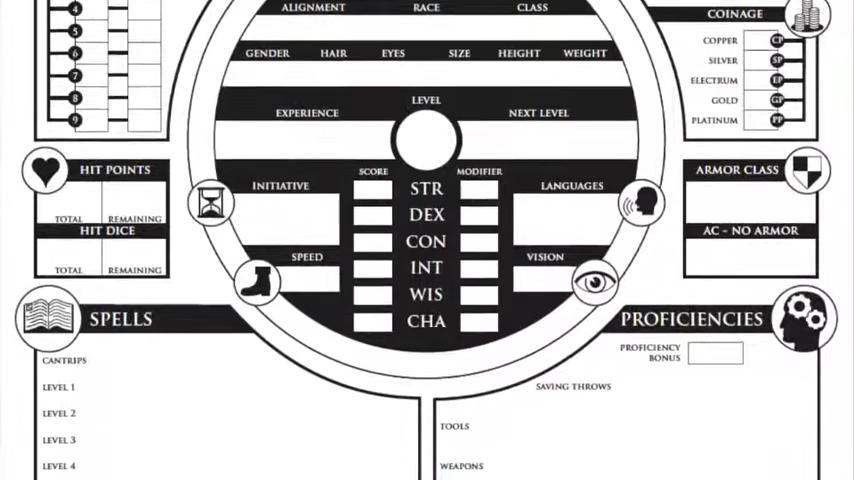 ALIGNMENT RACE CLASS
GENDER HAIR EYES SIZE HEIGHT WEIGHT
LEVEL
EXPERIENCE NEXT LEVEL
SCORE MODIFIER
INITIATIVE STR LANGUAGES
DEX
CON
SPEED VISION
INT
WIS
CHA
4
5
6
7
8
9
COINAGE
COPPER CP
SILVER SP
ELECTRUM EP
GOLD GP
PLATINUM PP
HIT POINTS
TOTAL REMAINING
HIT DICE
TOTAL REMAINING
ARMOR CLASS
AC - NO ARMOR
SPELLS
CANTRIPS
LEVEL 1
LEVEL 2
LEVEL 3
LEVEL 4
PROFICIENCIES
PROFICIENCY
BONUS
SAVING THROWS
TOOLS
WEAPONS